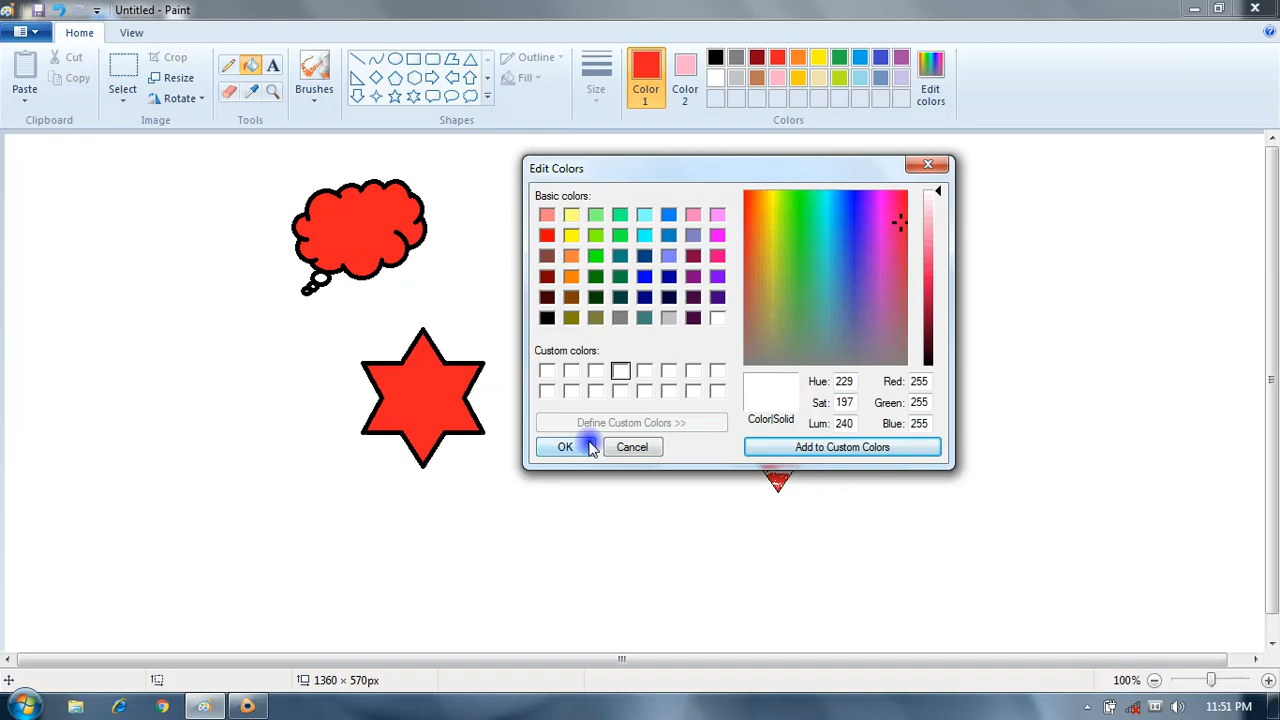 Untitled - Paint
Home
View
Paste
Cut
Copy
Clipboard
Select
Crop
Resize
Rotate
Image
Tools
Brushes
Outline
Fill
Shapes
Size
Color 1
Color 2
Edit colors
Colors
Edit Colors
Basic colors:
Custom colors:
Define Custom Colors >>
OK
Cancel
Color|Solid
Hue: 229
Sat: 197
Lum: 240
Red: 255
Green: 255
Blue: 255
Add to Custom Colors
1360 × 570px
100%
11:51 PM